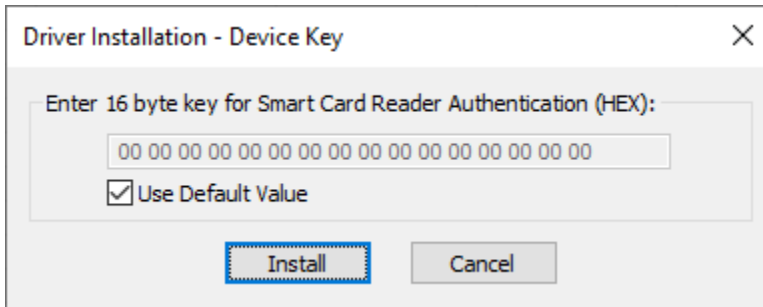 Driver Installation - Device Key
Enter 16 byte key for Smart Card Reader Authentication (HEX):
00 00 00 00 00 00 00 00 00 00 00 00 00 00 00 00
Use Default Value
Install Cancel